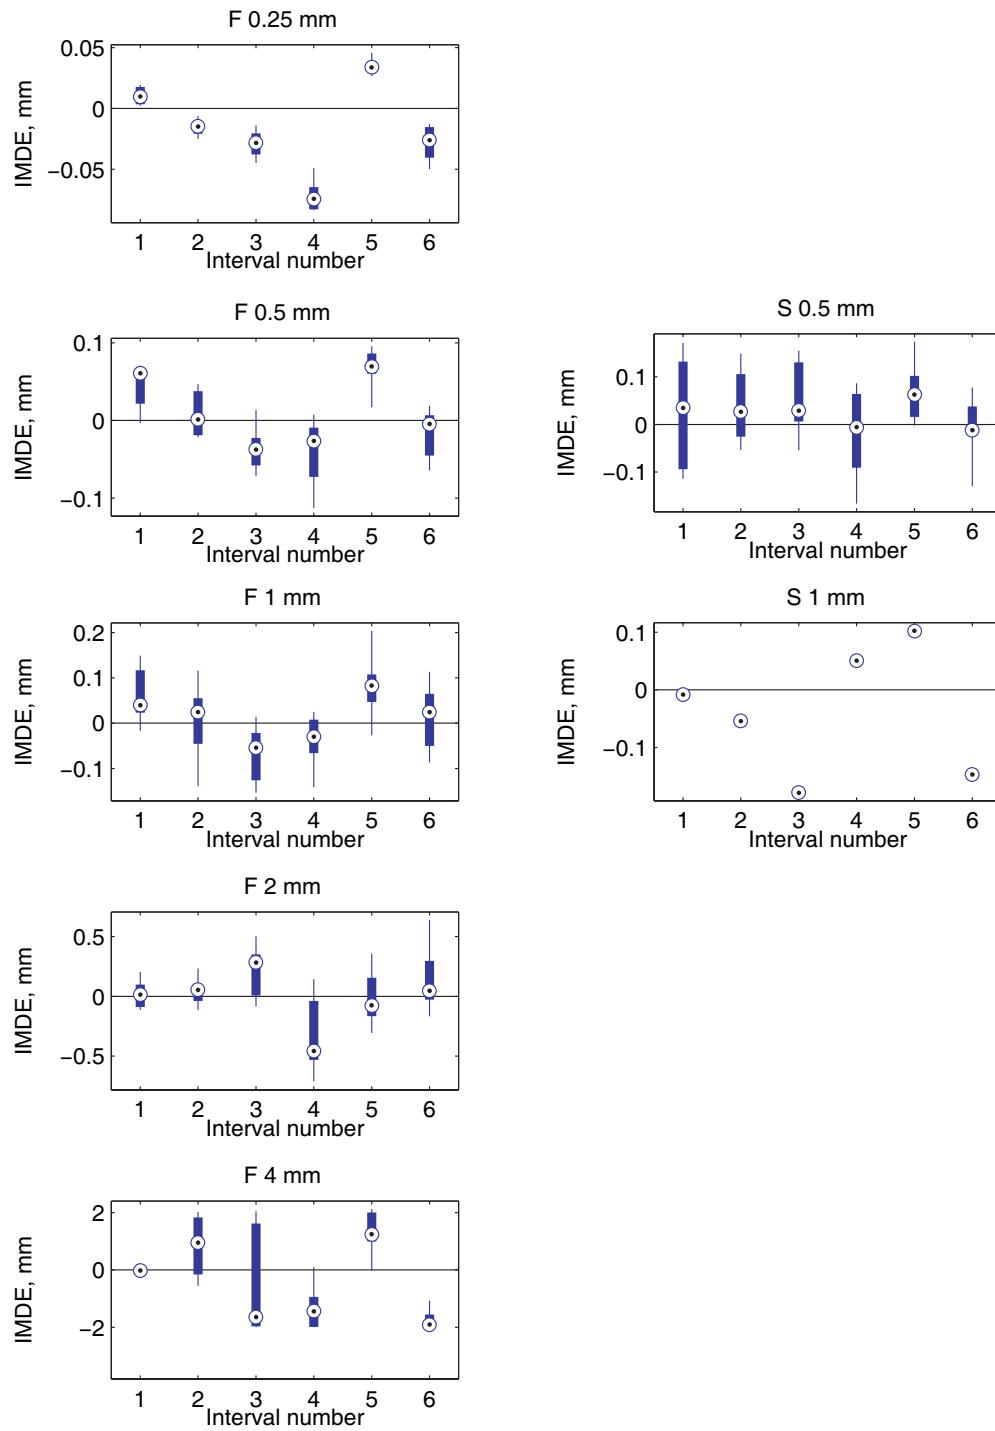 F 0.25 mm
IMDE, mm
0.05
0
−0.05
1 2 3 4 5 6
Interval number
F 0.5 mm
IMDE, mm
0.1
0
−0.1
1 2 3 4 5 6
Interval number
S 0.5 mm
IMDE, mm
0.1
0
−0.1
1 2 3 4 5 6
Interval number
F 1 mm
IMDE, mm
0.2
0.1
0
−0.1
1 2 3 4 5 6
Interval number
S 1 mm
IMDE, mm
0.1
0
−0.1
1 2 3 4 5 6
Interval number
F 2 mm
IMDE, mm
0.5
0
−0.5
1 2 3 4 5 6
Interval number
F 4 mm
IMDE, mm
2
0
−2
1 2 3 4 5 6
Interval number